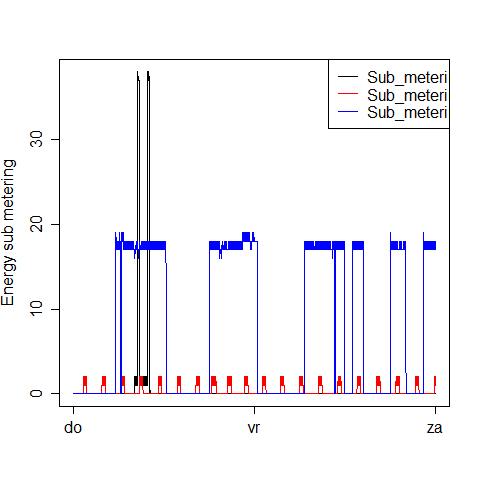 Sub_meteri
Sub_meteri
Sub_meteri
Energy sub metering
30
20
10
0
do vr za